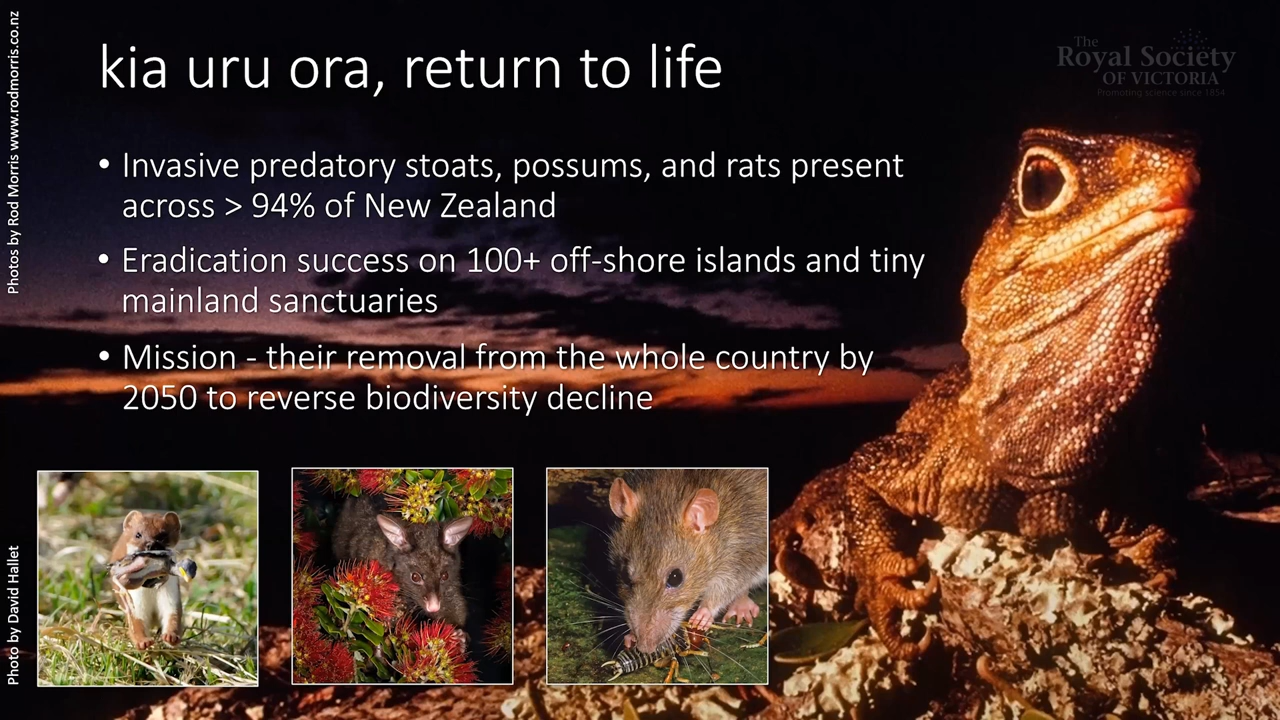 kia uru ora, return to life
The
Royal Society
OF VICTORIA
Promoting science since 1854
• Invasive predatory stoats, possums, and rats present
across > 94% of New Zealand
• Eradication success on 100+ off-shore islands and tiny
mainland sanctuaries
• Mission - their removal from the whole country by
2050 to reverse biodiversity decline
Photos by Rod Morris www.rodmorris.co.nz
Photo by David Hallet